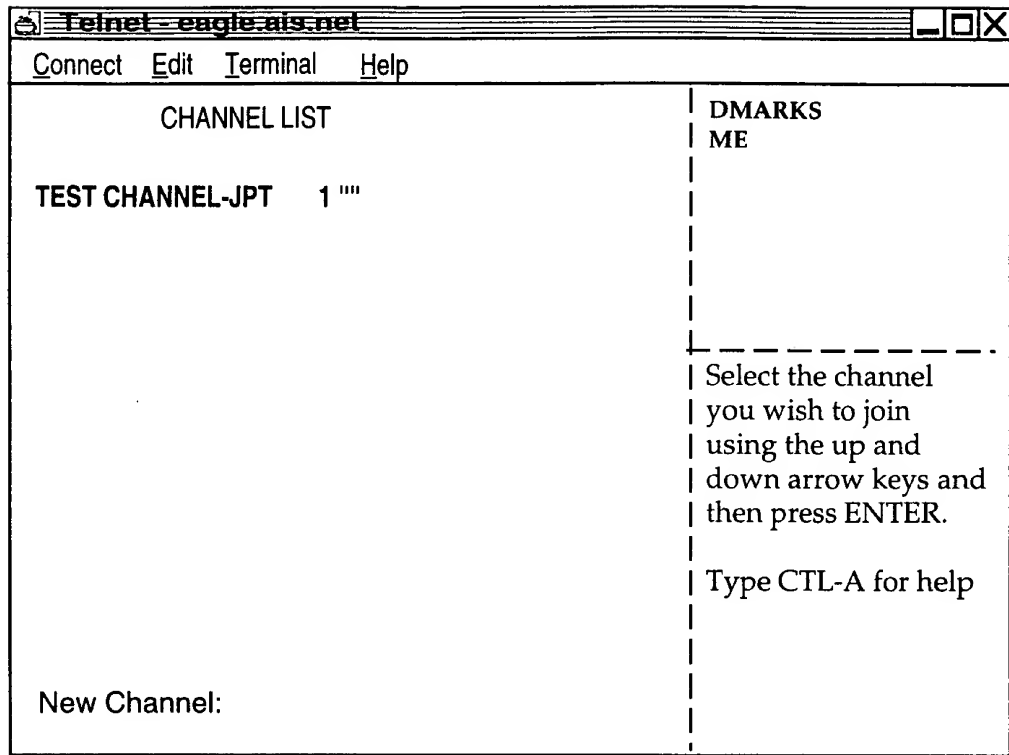 Telnet - eagle.ais.net
Connect Edit Terminal Help
CHANNEL LIST
TEST CHANNEL-JPT 1 ""
New Channel:
DMARKS
ME
Select the channel
you wish to join
using the up and
down arrow keys and
then press ENTER.
Type CTL-A for help